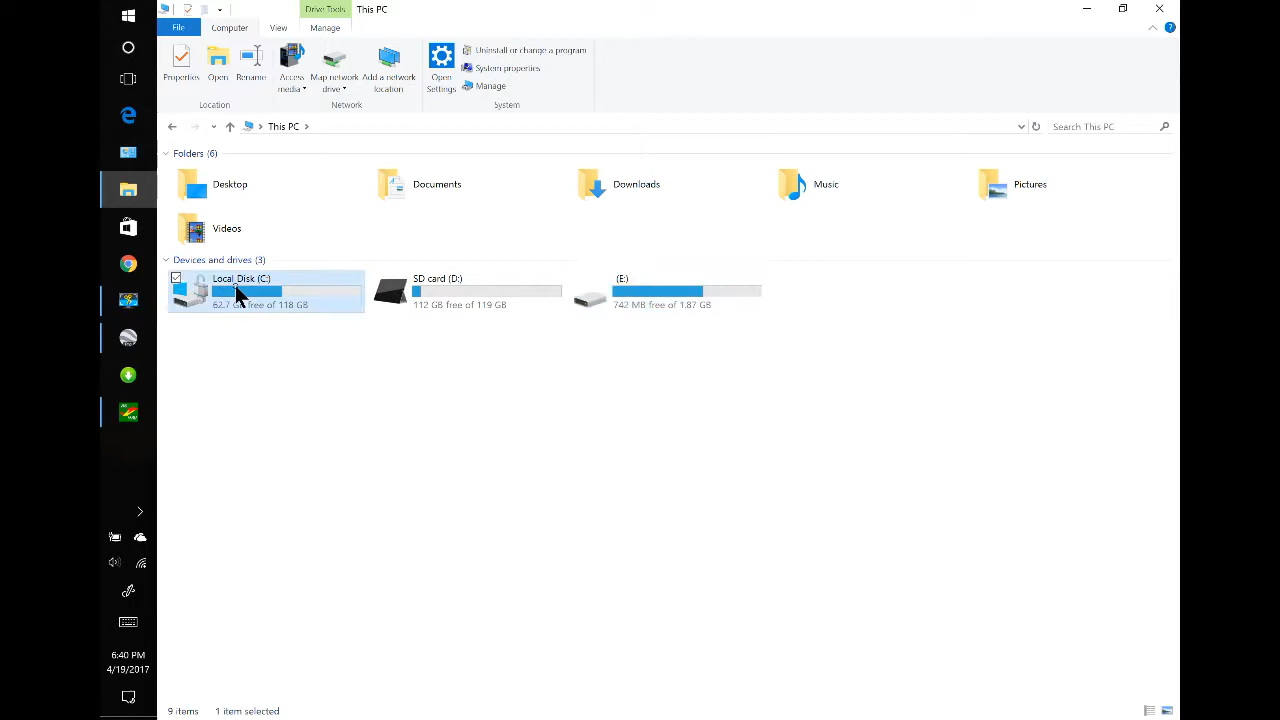 Drive Tools
This PC
File
Computer
View
Manage
Properties
Open
Rename
Access media
Map network drive
Add a network location
Open Settings
Uninstall or change a program
System properties
Manage
Location
Network
System
This PC
Search This PC
Folders (6)
Desktop
Documents
Downloads
Music
Pictures
Videos
Devices and drives (3)
Local Disk (C:)
62.7 free of 118 GB
SD card (D:)
112 GB free of 119 GB
(E:)
742 MB free of 1.87 GB
6:40 PM
4/19/2017
9 items
1 item selected